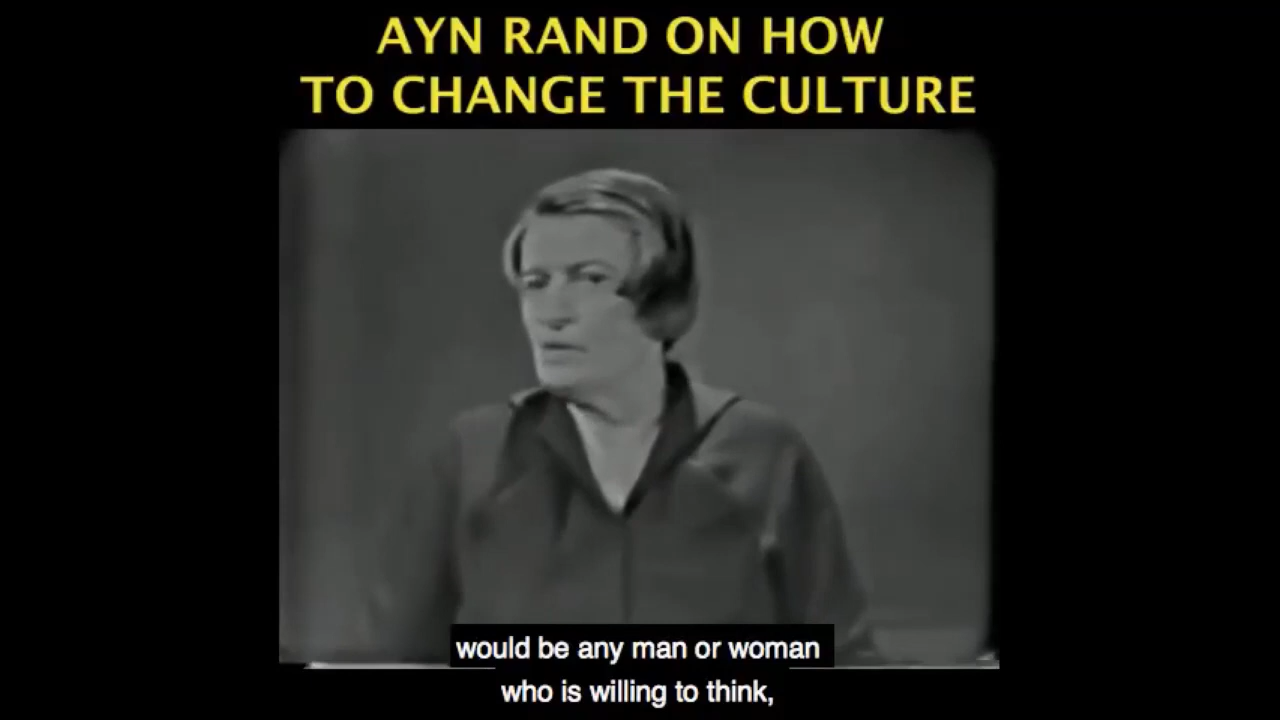 AYN RAND ON HOW
TO CHANGE THE CULTURE
would be any man or woman
who is willing to think,